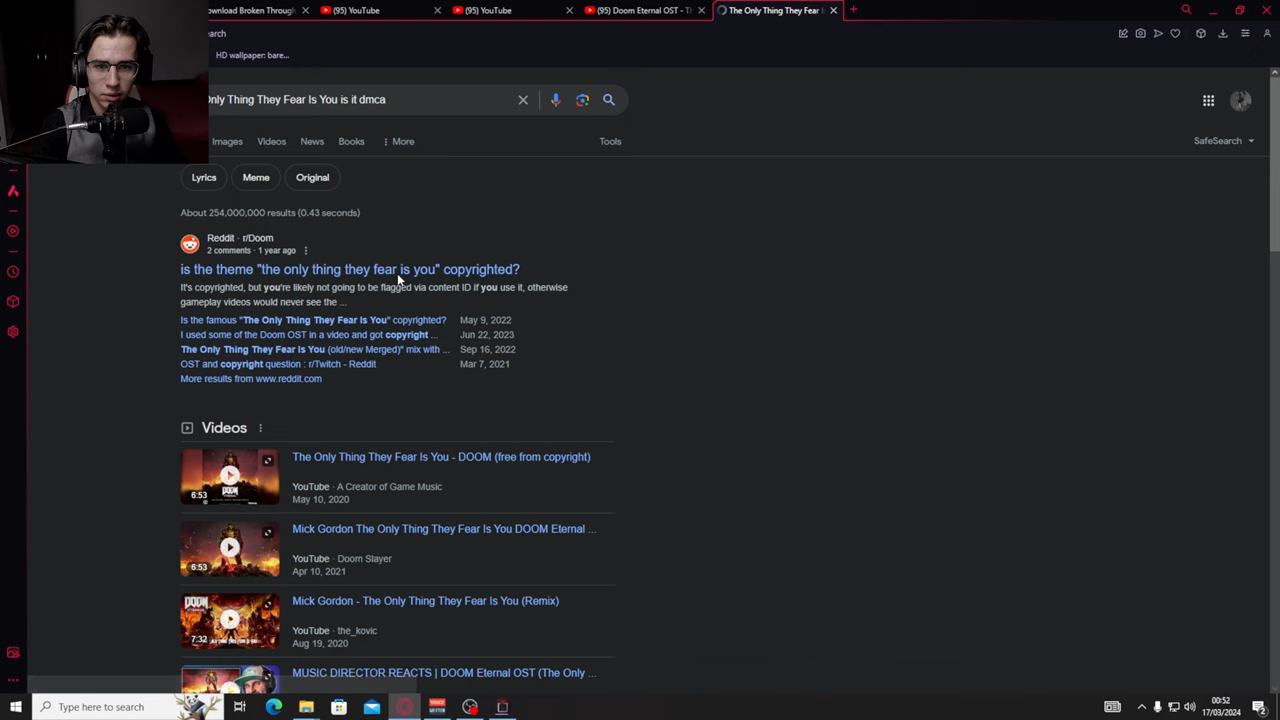 ownload Broken Through
(95) YouTube
(95) YouTube
(95) Doom Eternal OST - Th
The Only Thing They Fear I
arch
HD wallpaper: bare...
Only Thing They Fear Is You is it dmca
Images
Videos
News
Books
More
Tools
SafeSearch
Lyrics
Meme
Original
About 254,000,000 results (0.43 seconds)
Reddit · r/Doom
2 comments · 1 year ago
is the theme "the only thing they fear is you" copyrighted?
It's copyrighted, but you're likely not going to be flagged via content ID if you use it, otherwise
gameplay videos would never see the ...
Is the famous "The Only Thing They Fear Is You" copyrighted? May 9, 2022
I used some of the Doom OST in a video and got copyright ... Jun 22, 2023
The Only Thing They Fear Is You (old/new Merged)" mix with ... Sep 16, 2022
OST and copyright question : r/Twitch - Reddit Mar 7, 2021
More results from www.reddit.com
Videos
The Only Thing They Fear Is You - DOOM (free from copyright)
YouTube · A Creator of Game Music
May 10, 2020
6:53
DOOM
Mick Gordon The Only Thing They Fear Is You DOOM Eternal ...
YouTube · Doom Slayer
Apr 10, 2021
6:53
Mick Gordon - The Only Thing They Fear Is You (Remix)
YouTube · the_kovic
Aug 19, 2020
DOOM
7:32
MUSIC DIRECTOR REACTS | DOOM Eternal OST (The Only ...
Type here to search
00:52
17/03/2024
2